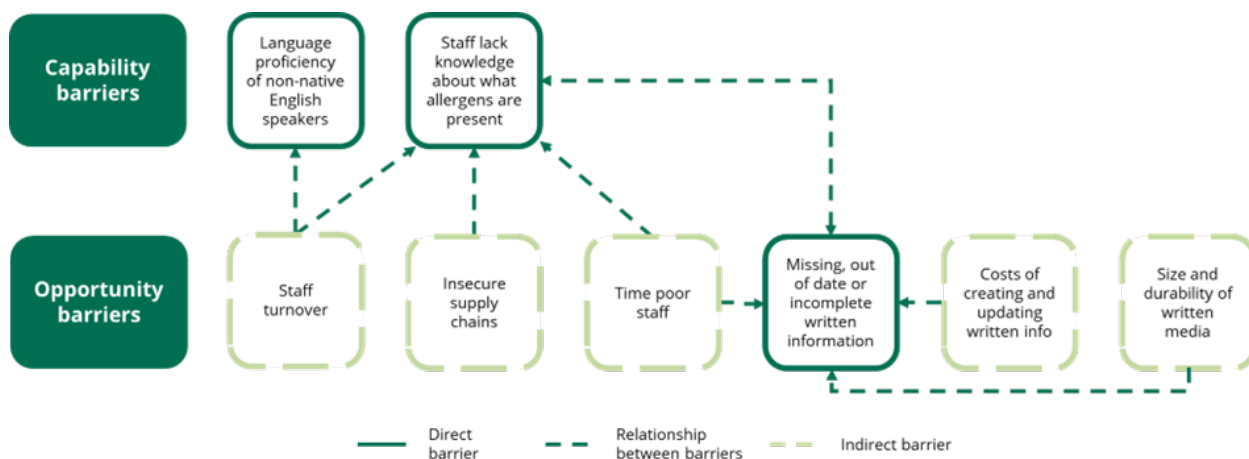 Capability
barriers
Language
proficiency
of non-native
English
speakers
Staff lack
knowledge
about what
allergens are
present
Opportunity
barriers
Staff
turnover
Insecure
supply
chains
Time poor
staff
Missing, out
of date or
incomplete
written
information
Costs of
creating and
updating
written info
Size and
durability of
written
media
Direct
barrier
Relationship
between barriers
Indirect barrier